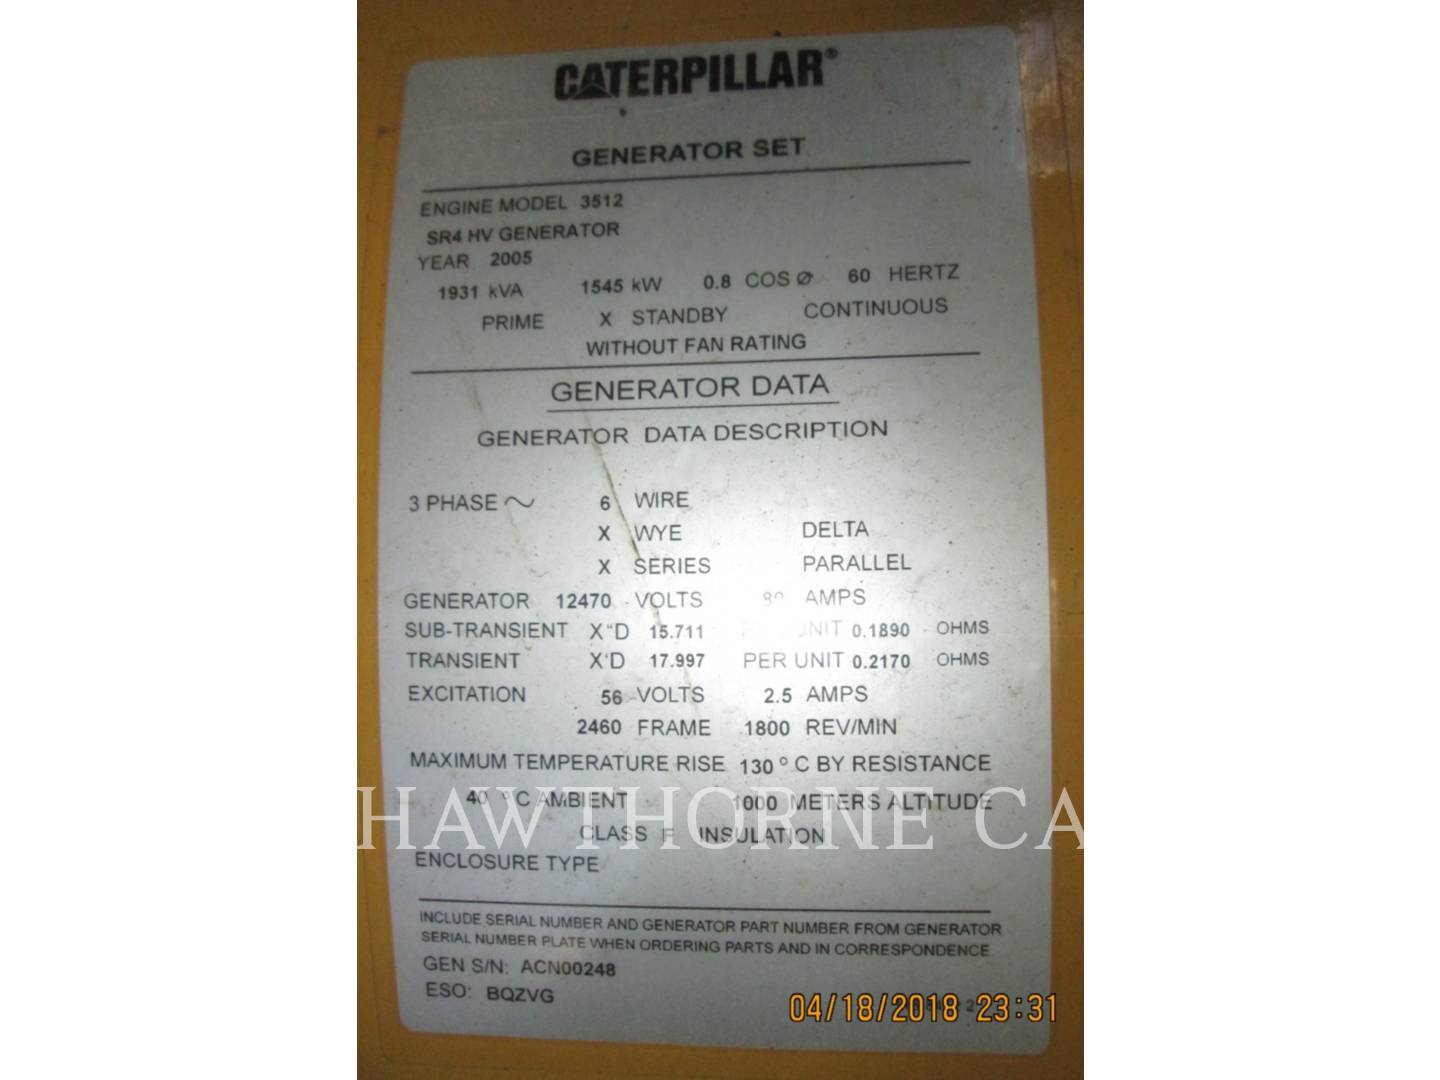 CATERPILLAR®
GENERATOR SET
ENGINE MODEL 3512
SR4 HV GENERATOR
YEAR 2005
1931 kVA 1545 kW 0.8 COS ∅ 60 HERTZ
PRIME X STANDBY CONTINUOUS
WITHOUT FAN RATING
GENERATOR DATA
GENERATOR DATA DESCRIPTION
3 PHASE ~ 6 WIRE
X WYE DELTA
X SERIES PARALLEL
GENERATOR 12470 VOLTS AMPS
SUB-TRANSIENT X"D 15.711 UNIT 0.1890 OHMS
TRANSIENT X'D 17.997 PER UNIT 0.2170 OHMS
EXCITATION 56 VOLTS 2.5 AMPS
2460 FRAME 1800 REV/MIN
MAXIMUM TEMPERATURE RISE 130 °C BY RESISTANCE
40 °C AMBIENT 1000 METERS ALTITUDE
HAWTHORNE CA
CLASS F INSULATION
ENCLOSURE TYPE
INCLUDE SERIAL NUMBER AND GENERATOR PART NUMBER FROM GENERATOR
SERIAL NUMBER PLATE WHEN ORDERING PARTS AND IN CORRESPONDENCE
GEN S/N: ACN00248
ESO: BQZVG
04/18/2018 23:31